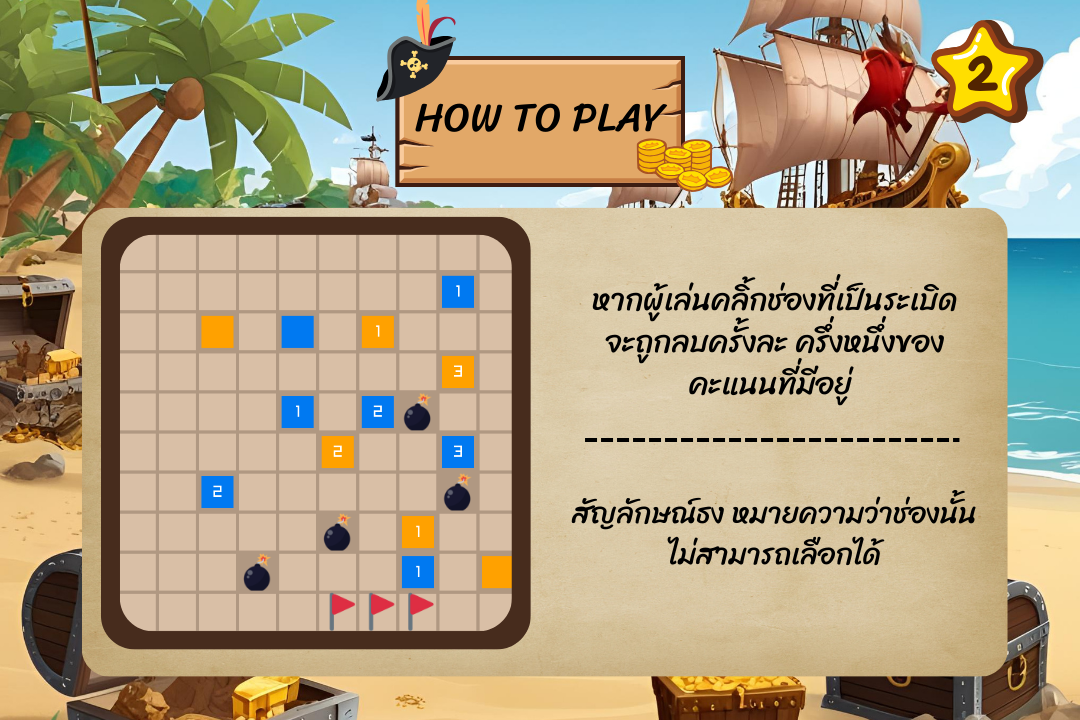 HOW TO PLAY
2
1
1
3
1 2
2 3
2
1
1
หากผู้เล่นคลิ้กช่องที่เป็นระเบิด
จะถูกลบครั้งละ ครึ่งหนึ่งของ
คะแนนที่มีอยู่
สัญลักษณ์ธง หมายความว่าช่องนั้น
ไม่สามารถเลือกได้